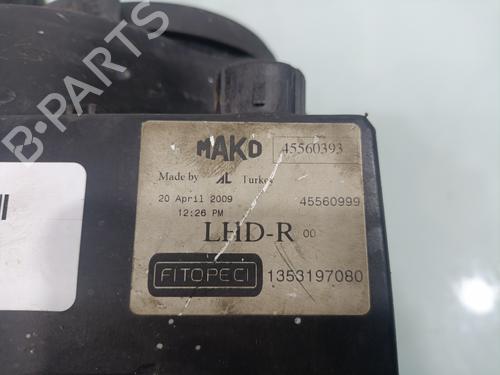 MAKO 45560393
Made by AL Turkey
20 April 2009 45560999
12:26 PM
LHD-R 00
FITOPECI 1353197080
B-PARTS